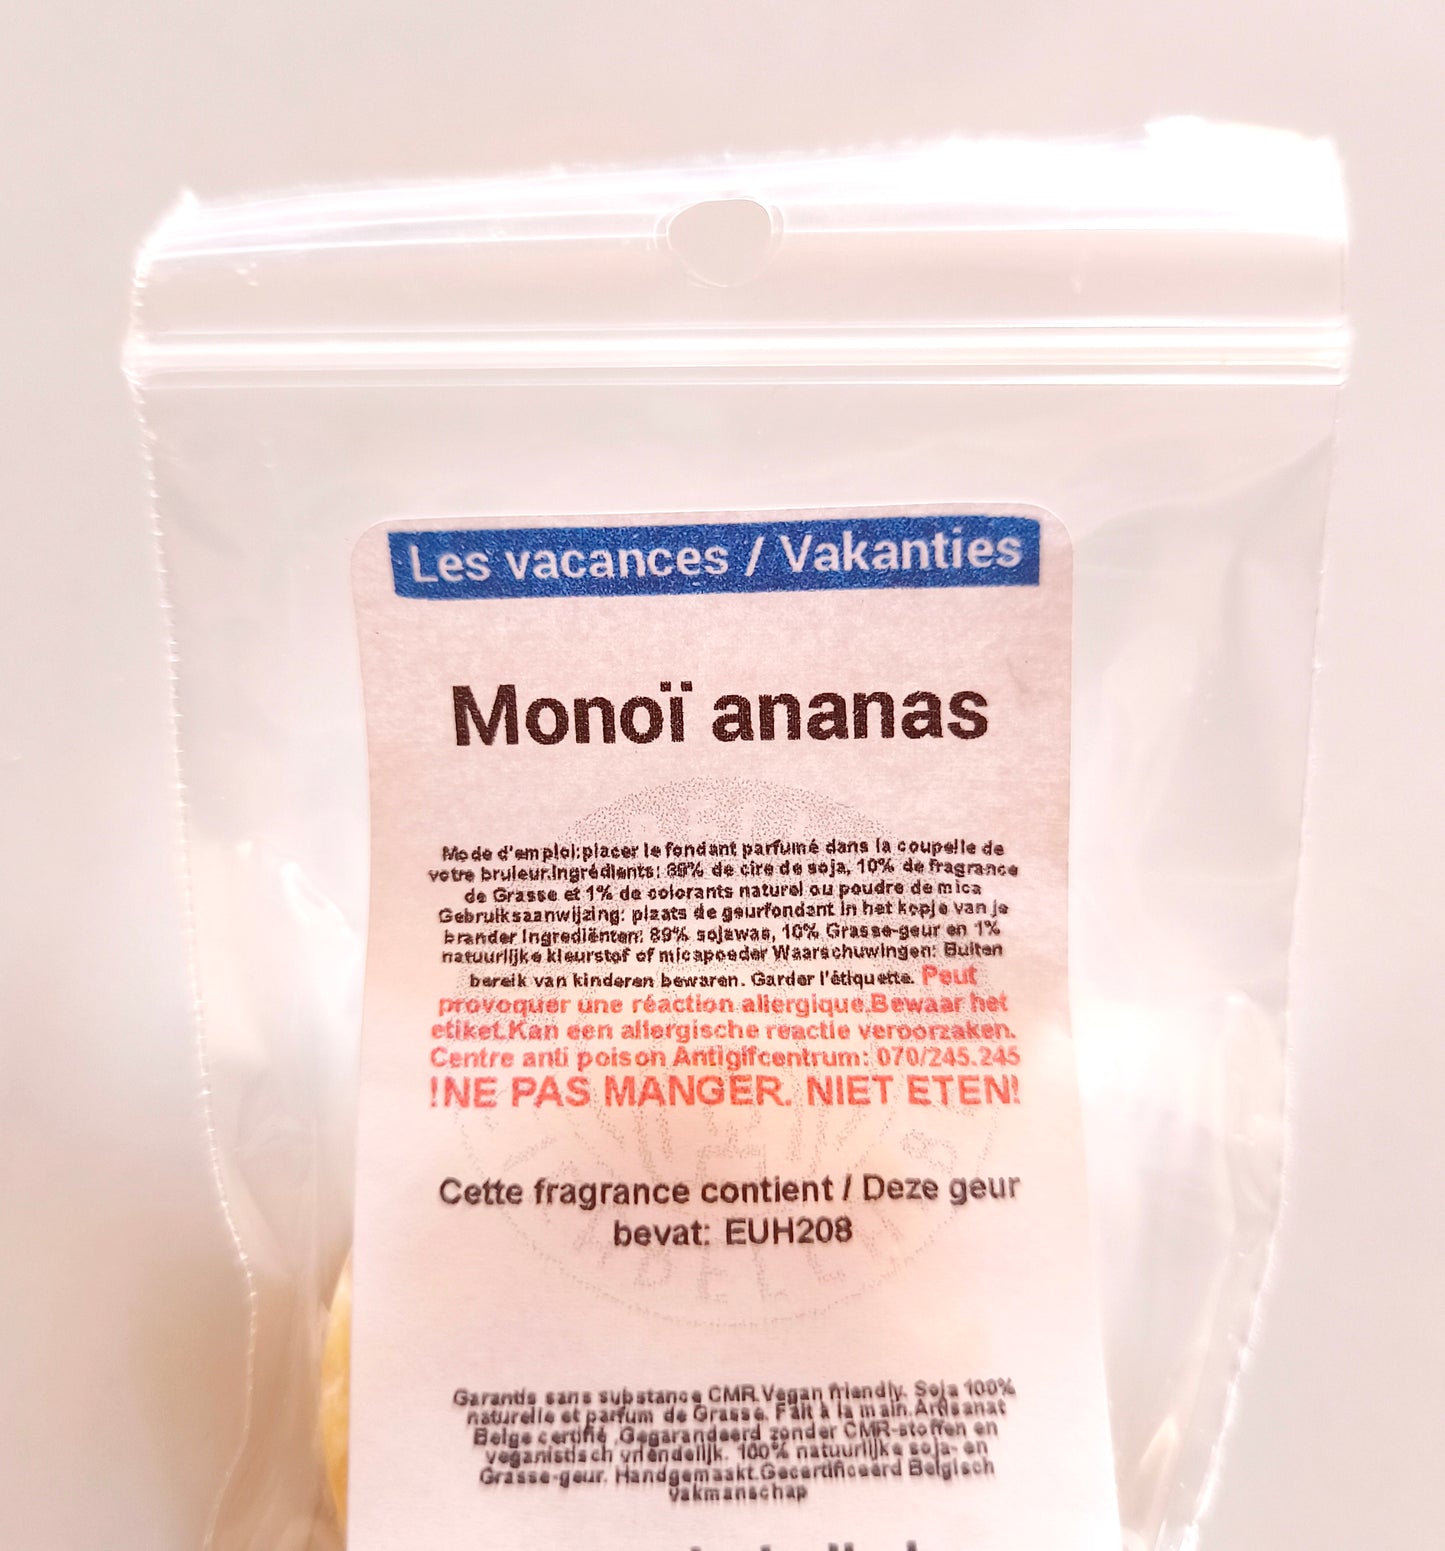 Les vacances / Vakanties
Monoï ananas
Mode d'emploi:placer le fondant parfumé dans la coupelle de
votre bruleur.Ingrédients: 89% de cire de soja, 10% de fragrance
de Grasse et 1% de colorants naturel ou poudre de mica
Gebruiksaanwijzing: plaats de geurfondant in het kopje van je
brander Ingrediënten: 89% sojawas, 10% Grasse-geur en 1%
natuurlijke kleurstof of micapoeder Waarschuwingen: Buiten
bereik van kinderen bewaren. Garder l'étiquette. Peut
provoquer une réaction allergique.Bewaar het
etiket.Kan een allergische reactie veroorzaken.
Centre anti poison Antigifcentrum: 070/245.245
!NE PAS MANGER. NIET ETEN!
Cette fragrance contient / Deze geur
bevat: EUH208
Garantis sans substance CMR.Vegan friendly. Soja 100%
naturelle et parfum de Grasse. Fait à la main.Artisanat
Belge certifié .Gegarandeerd zonder CMR-stoffen en
veganistisch vriendelijk. 100% natuurlijke soja- en
Grasse-geur. Handgemaakt.Gecertificeerd Belgisch
vakmanschap